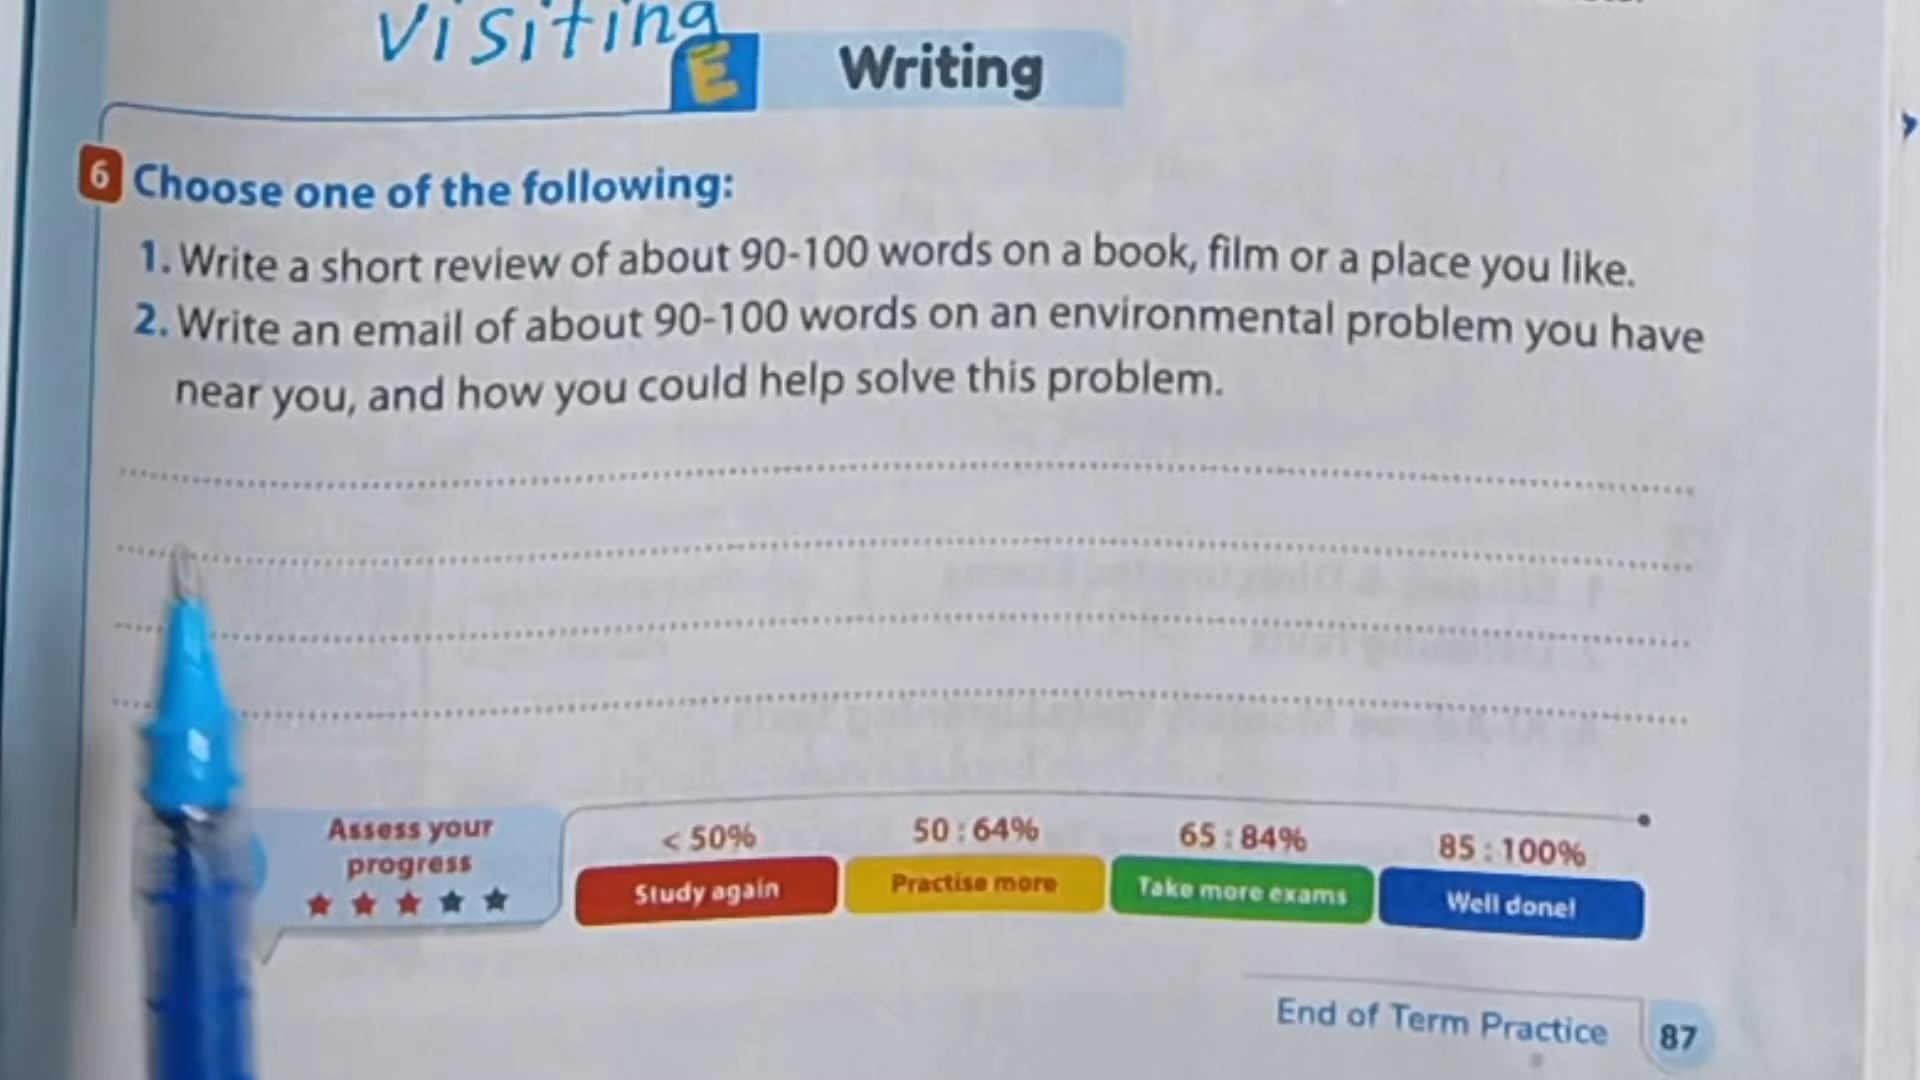 visiting
E Writing
6 Choose one of the following:
1. Write a short review of about 90-100 words on a book, film or a place you like.
2. Write an email of about 90-100 words on an environmental problem you have
near you, and how you could help solve this problem.
Assess your
progress
< 50%
Study again
50 : 64%
Practise more
65 : 84%
Take more exams
85 : 100%
Well done!
End of Term Practice 87